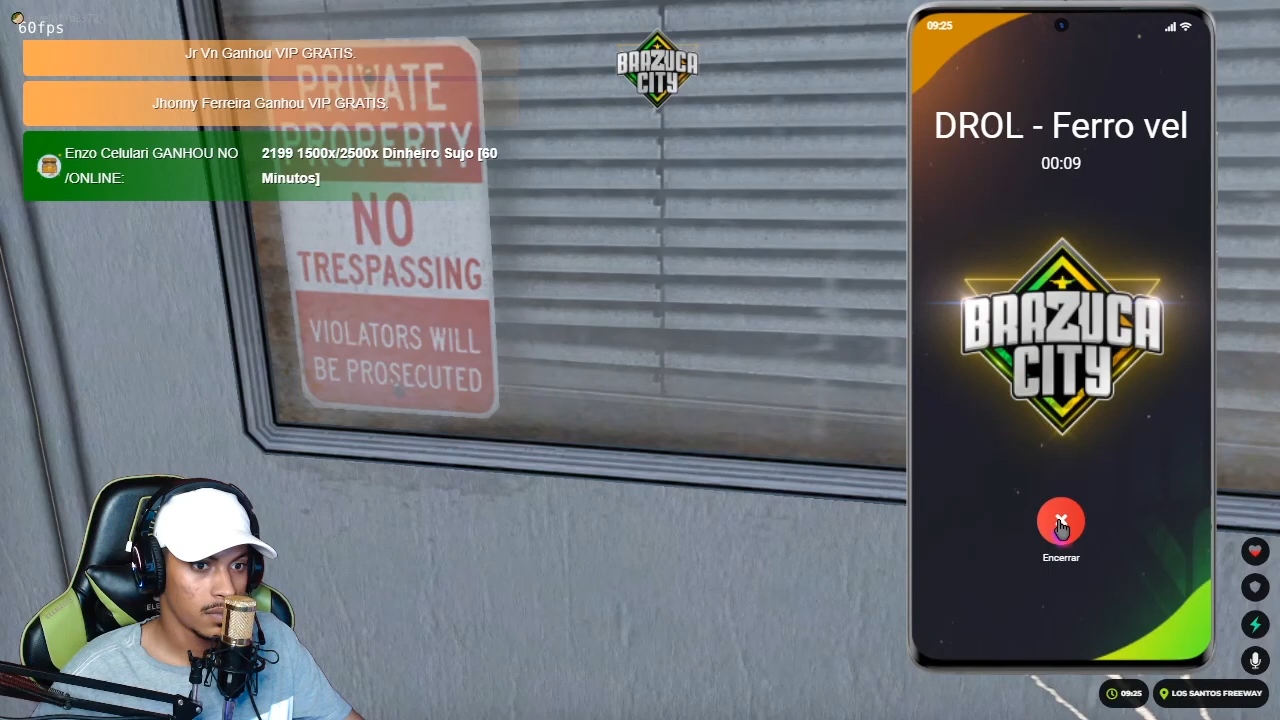 60fps
Jr Vn Ganhou VIP GRATIS.
Jhonny Ferreira Ganhou VIP GRATIS.
Enzo Celulari GANHOU NO
/ONLINE:
2199 1500x/2500x Dinheiro Sujo [60
Minutos]
PRIVATE
PROPERTY
NO
TRESPASSING
VIOLATORS WILL
BE PROSECUTED
BRAZUCA
CITY
09:25
DROL - Ferro vel
00:09
BRAZUCA
CITY
Encerrar
09:25
LOS SANTOS FREEWAY